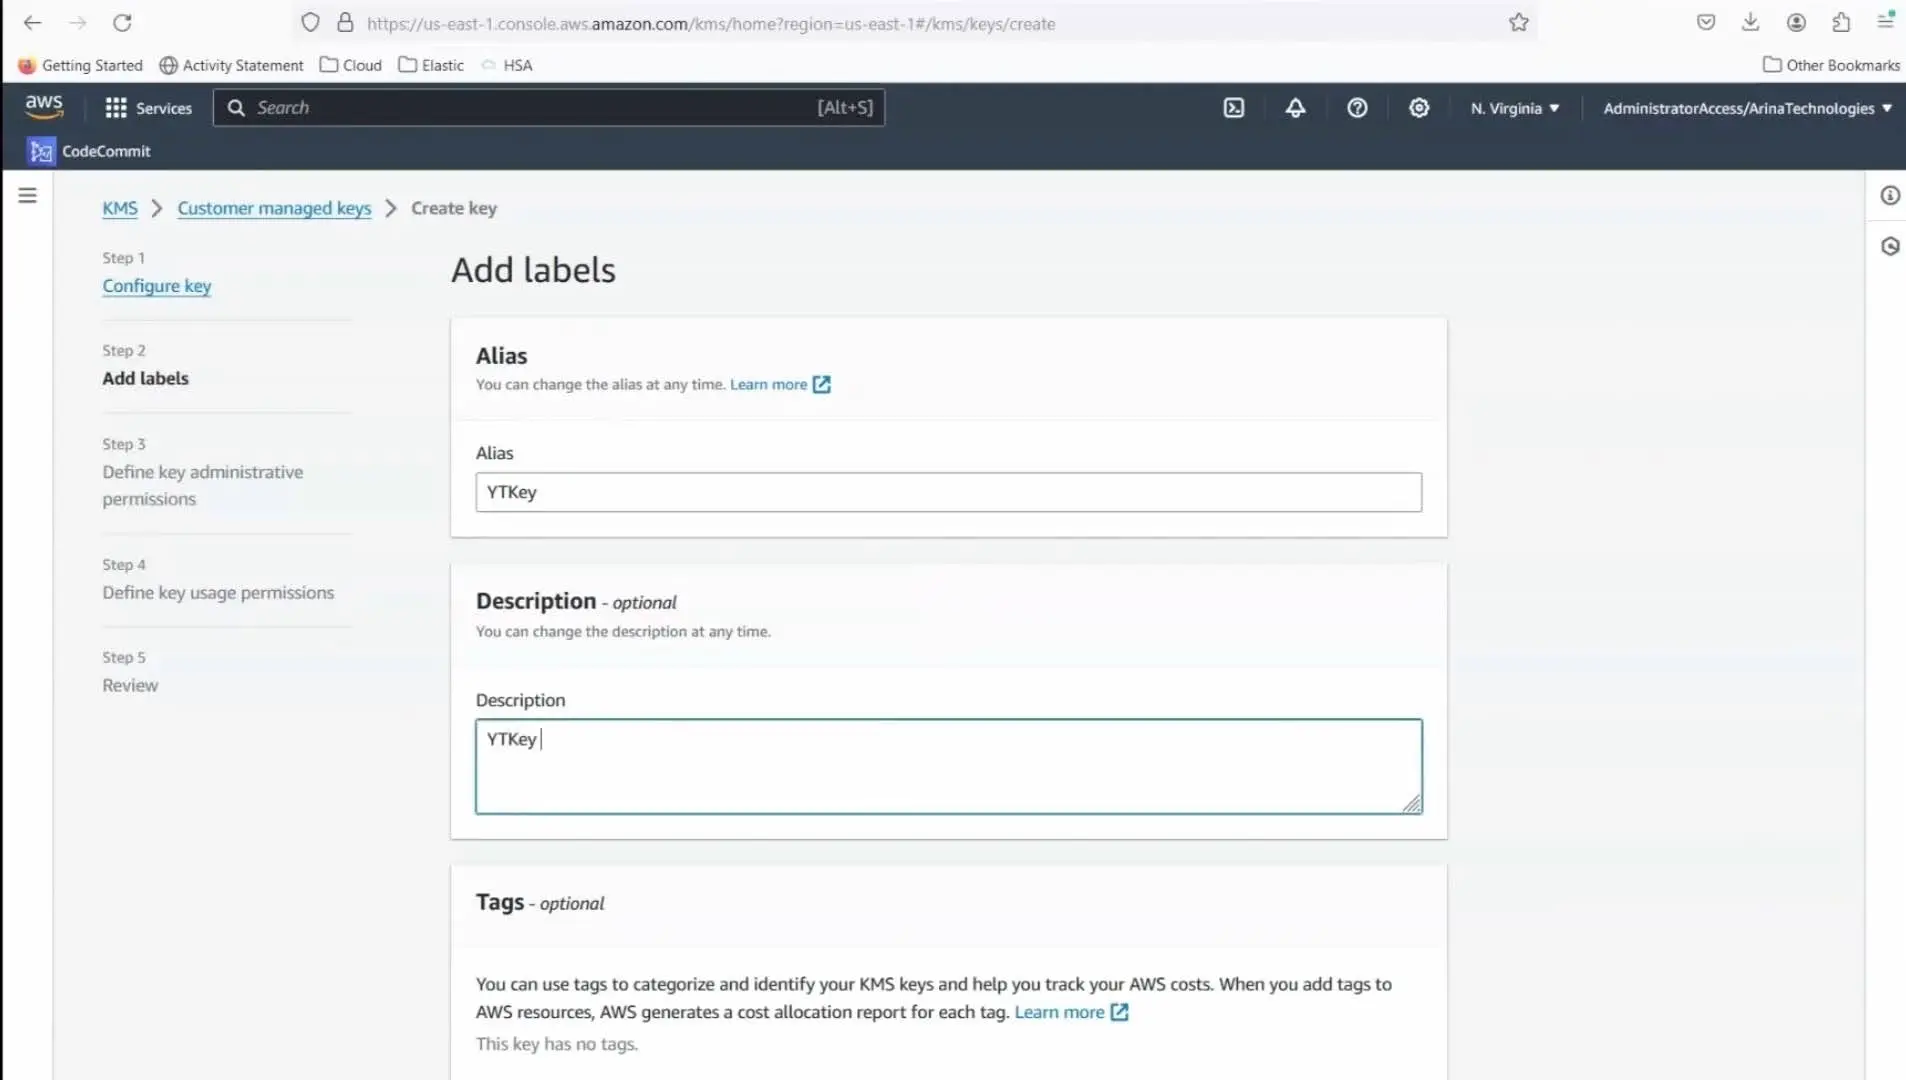 https://us-east-1.console.aws.amazon.com/kms/home?region=us-east-1#/kms/keys/create
Getting Started Activity Statement Cloud Elastic HSA Other Bookmarks
aws Services Search [Alt+S] N. Virginia AdministratorAccess/ArinaTechnologies
CodeCommit
KMS Customer managed keys Create key
Step 1
Configure key
Step 2
Add labels
Step 3
Define key administrative
permissions
Step 4
Define key usage permissions
Step 5
Review
Add labels
Alias
You can change the alias at any time. Learn more
Alias
YTKey
Description - optional
You can change the description at any time.
Description
YTKey
Tags - optional
You can use tags to categorize and identify your KMS keys and help you track your AWS costs. When you add tags to
AWS resources, AWS generates a cost allocation report for each tag. Learn more
This key has no tags.